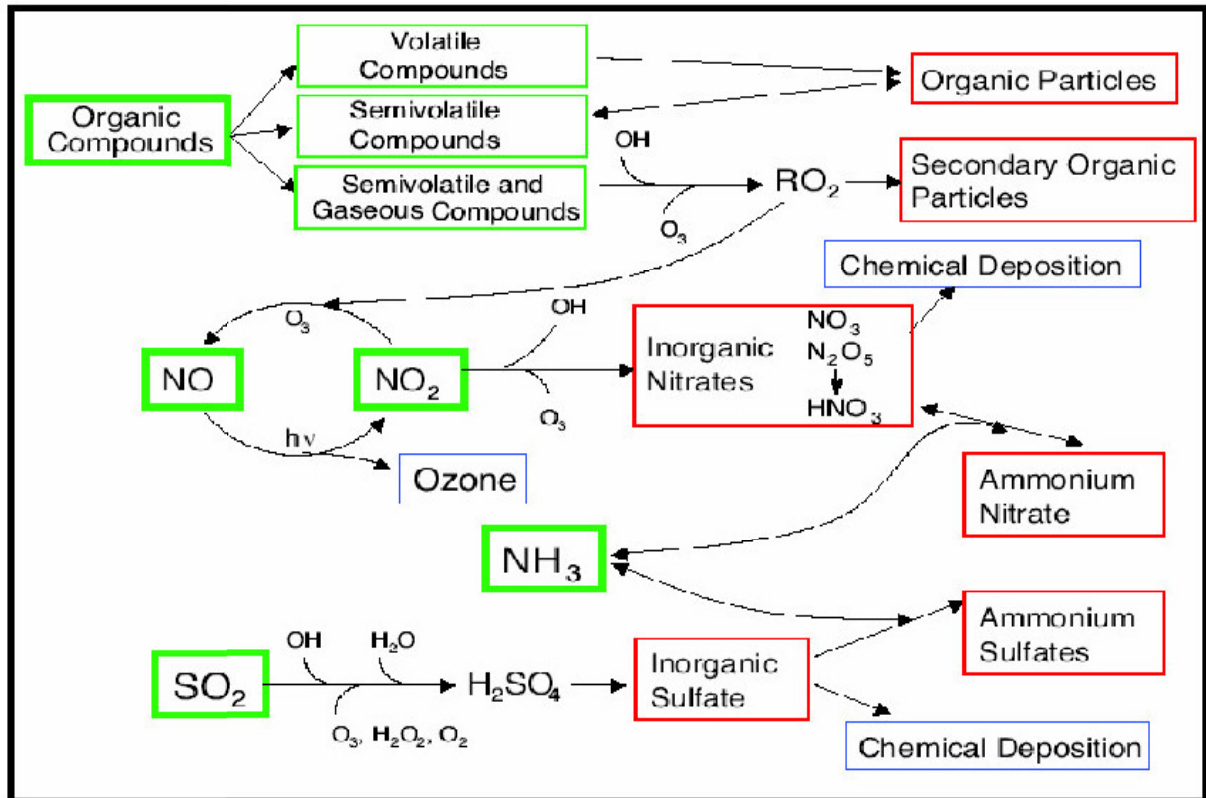 Volatile
Compounds
Organic Particles
Organic
Compounds
Semivolatile
Compounds
OH
Semivolatile and
Gaseous Compounds
RO₂
Secondary Organic
Particles
O₃
Chemical Deposition
O₃
OH
NO
NO₂
Inorganic
Nitrates
NO₃
N₂O₅
HNO₃
O₃
hν
Ozone
Ammonium
Nitrate
NH₃
OH
H₂O
SO₂
H₂SO₄
Inorganic
Sulfate
Ammonium
Sulfates
O₃, H₂O₂, O₂
Chemical Deposition